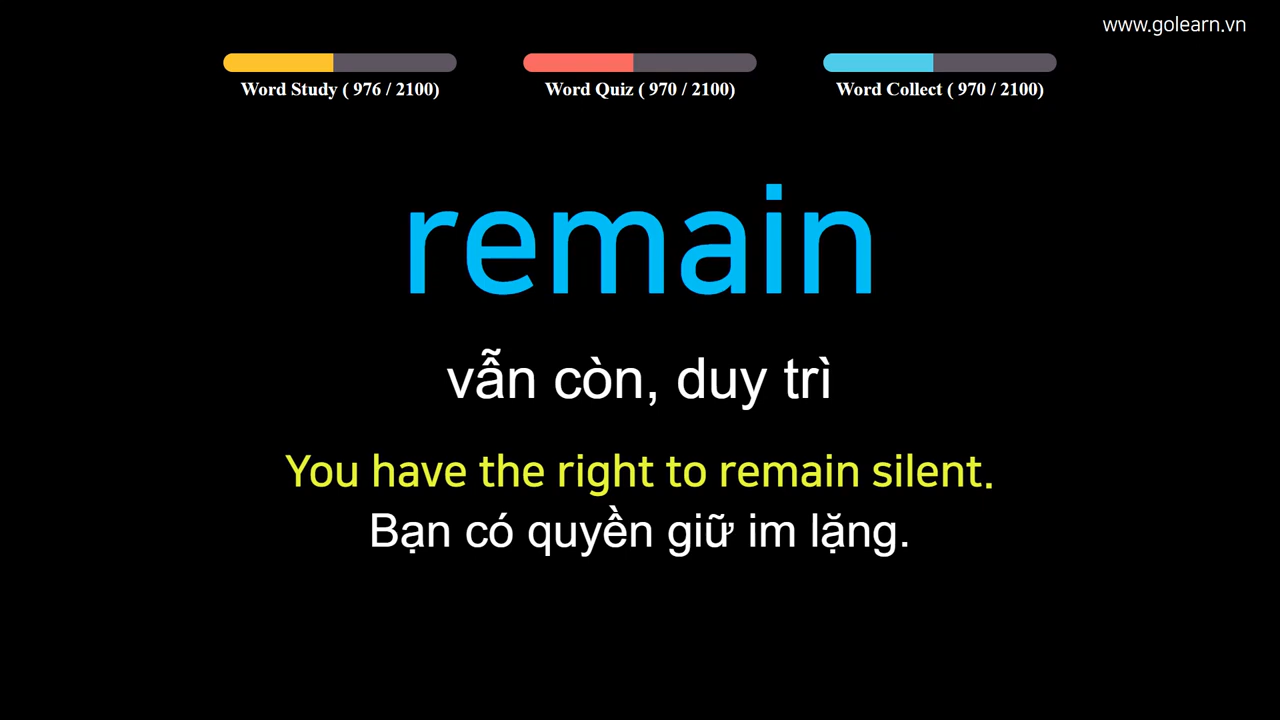 www.golearn.vn
Word Study ( 976 / 2100)
Word Quiz ( 970 / 2100)
Word Collect ( 970 / 2100)
remain
vẫn còn, duy trì
You have the right to remain silent.
Bạn có quyền giữ im lặng.